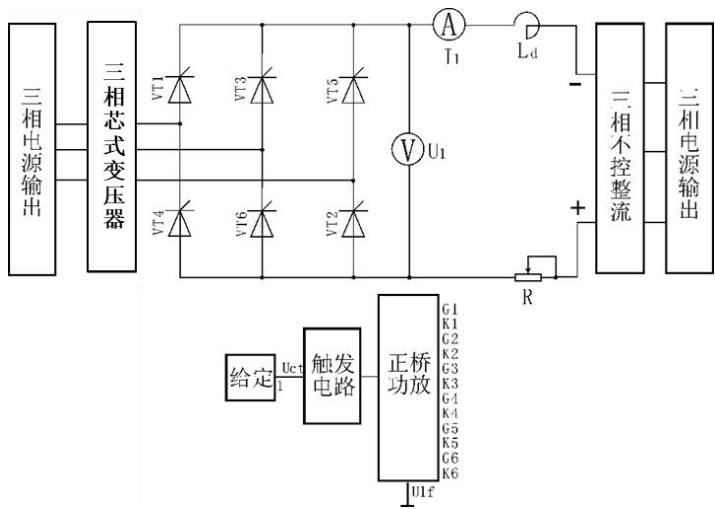 三相电源输出
三相芯式变压器
VT1
VT3
VT5
VT4
VT6
VT2
A
I1
Ld
V
U1
-
+
R
三相不控整流
三相电源输出
给定
Uct
1
触发电路
正桥功放
G1
K1
G2
K2
G3
K3
G4
K4
G5
K5
G6
K6
U1f